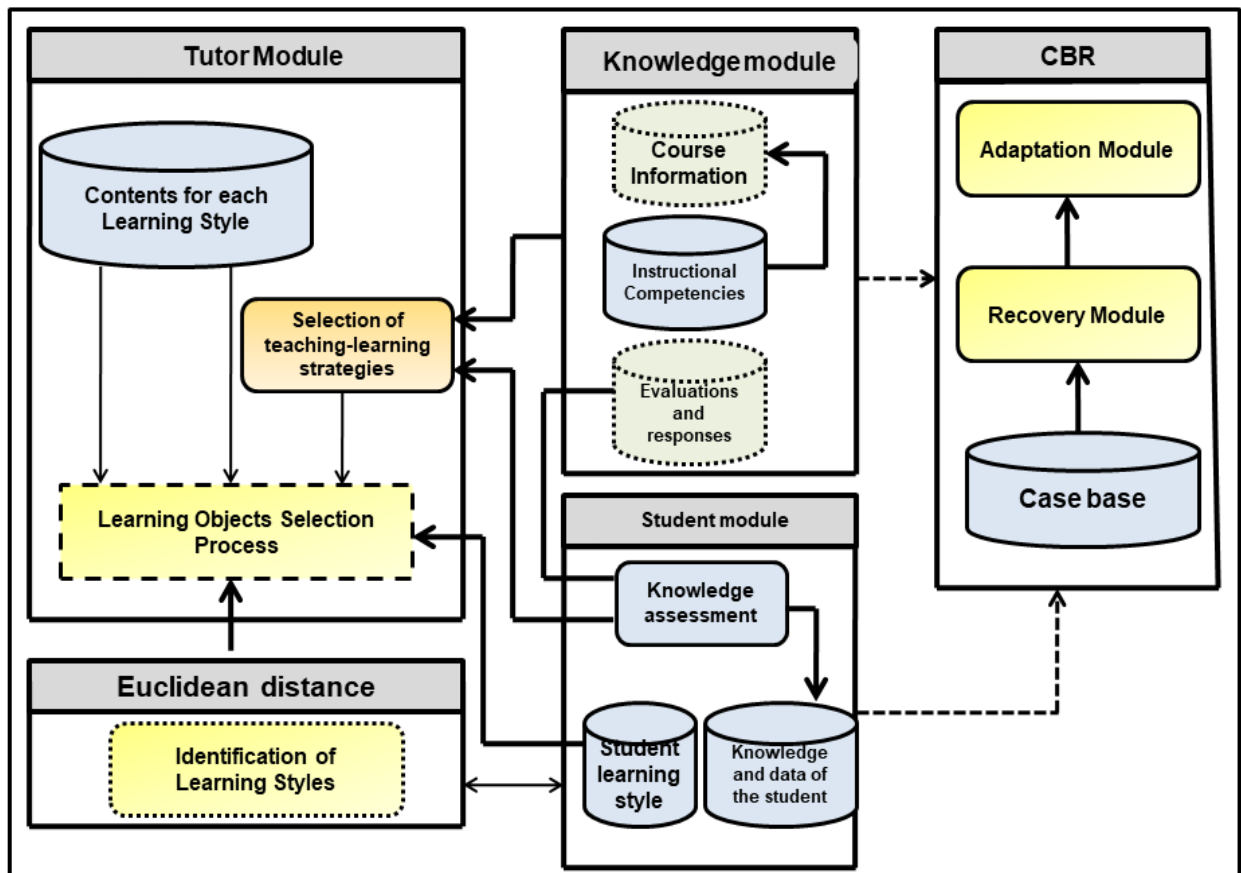 Tutor Module
Contents for each
Learning Style
Selection of
teaching-learning
strategies
Learning Objects Selection
Process
Euclidean distance
Identification of
Learning Styles
Knowledge module
Course
Information
Instructional
Competencies
Evaluations
and
responses
Student module
Knowledge
assessment
Student
learning
style
Knowledge
and data of
the student
CBR
Adaptation Module
Recovery Module
Case base